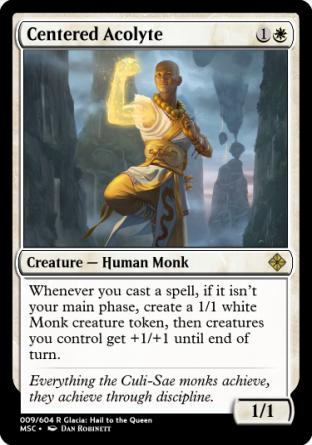 Centered Acolyte 1
Creature — Human Monk
Whenever you cast a spell, if it isn't
your main phase, create a 1/1 white
Monk creature token, then creatures
you control get +1/+1 until end of
turn.
Everything the Culi-Sae monks achieve,
they achieve through discipline.
1/1
009/604 R Glacia: Hail to the Queen
MSC • Dan Robinett